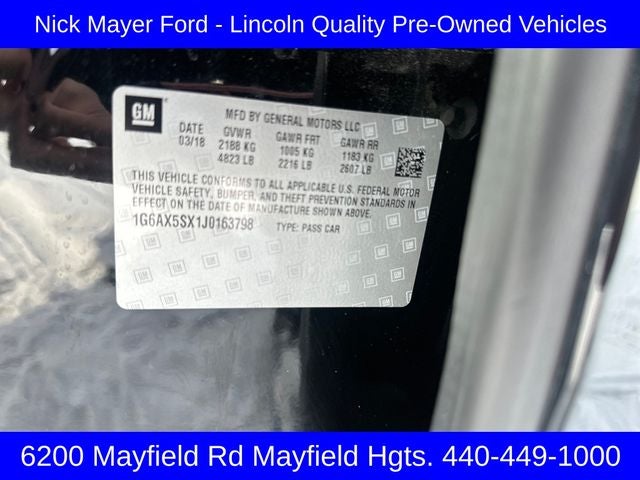 Nick Mayer Ford - Lincoln Quality Pre-Owned Vehicles
GM
MFD BY GENERAL MOTORS LLC
DATE GVWR GAWR FRT GAWR RR
03/18 2188 KG 1005 KG 1183 KG
4823 LB 2216 LB 2607 LB
THIS VEHICLE CONFORMS TO ALL APPLICABLE U.S. FEDERAL MOTOR
VEHICLE SAFETY, BUMPER, AND THEFT PREVENTION STANDARDS IN
EFFECT ON THE DATE OF MANUFACTURE SHOWN ABOVE.
1G6AX5SX1J0163798 TYPE: PASS CAR
6200 Mayfield Rd Mayfield Hgts. 440-449-1000